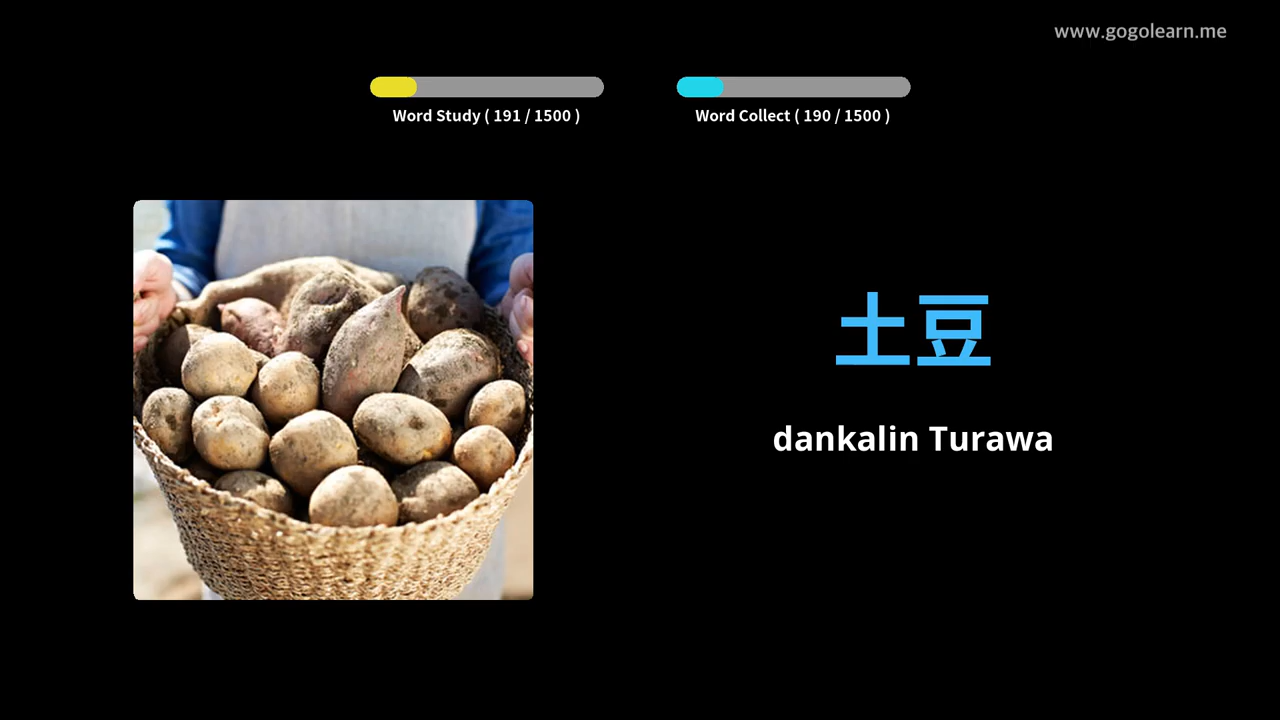 www.gogolearn.me
Word Study ( 191 / 1500 )
Word Collect ( 190 / 1500 )
土豆
dankalin Turawa